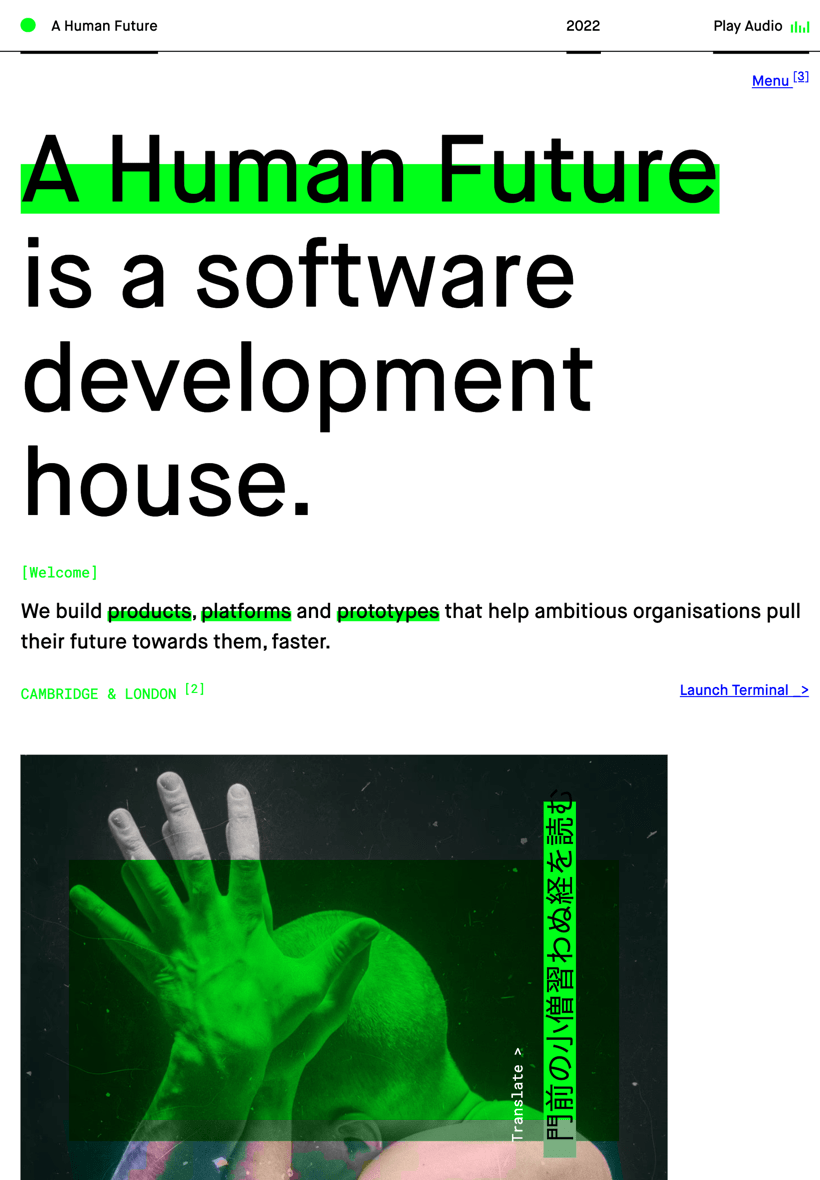 A Human Future
2022
Play Audio
Menu [3]
A Human Future
is a software
development
house.
[Welcome]
We build products, platforms and prototypes that help ambitious organisations pull
their future towards them, faster.
CAMBRIDGE & LONDON [2]
Launch Terminal _>
Translate >
門前の小僧習わぬ経を読む